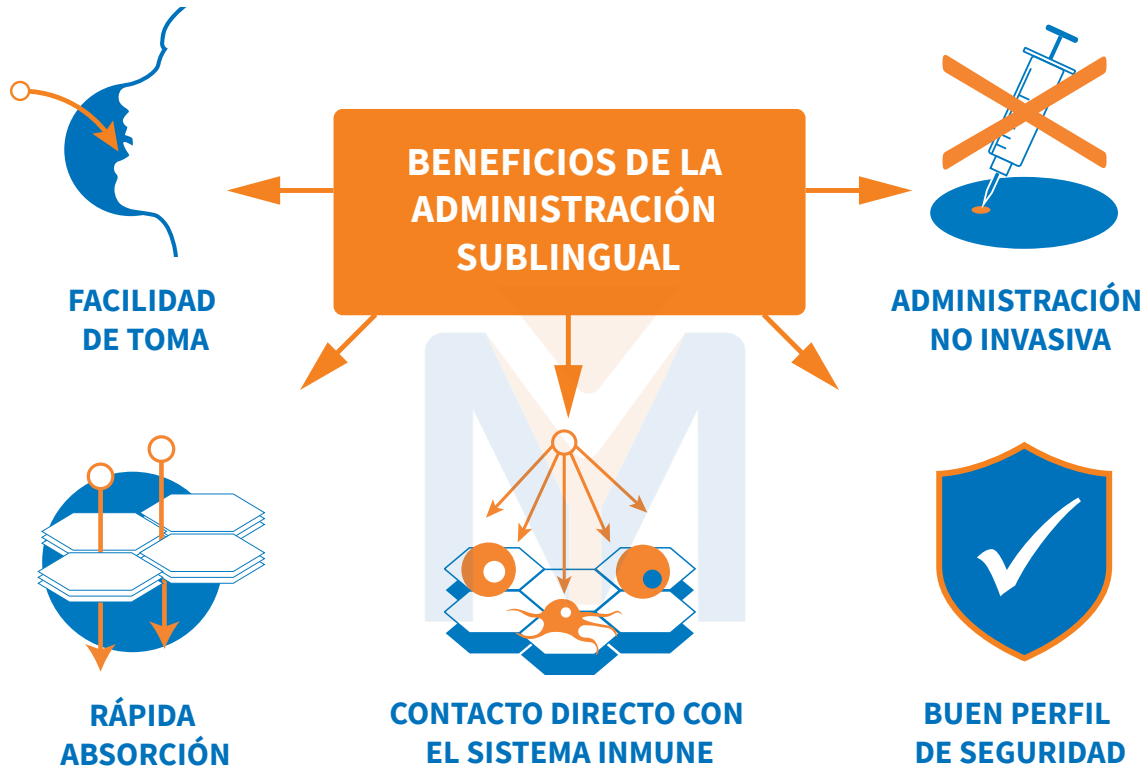 BENEFICIOS DE LA
ADMINISTRACIÓN
SUBLINGUAL
FACILIDAD
DE TOMA
ADMINISTRACIÓN
NO INVASIVA
RÁPIDA
ABSORCIÓN
CONTACTO DIRECTO CON
EL SISTEMA INMUNE
BUEN PERFIL
DE SEGURIDAD